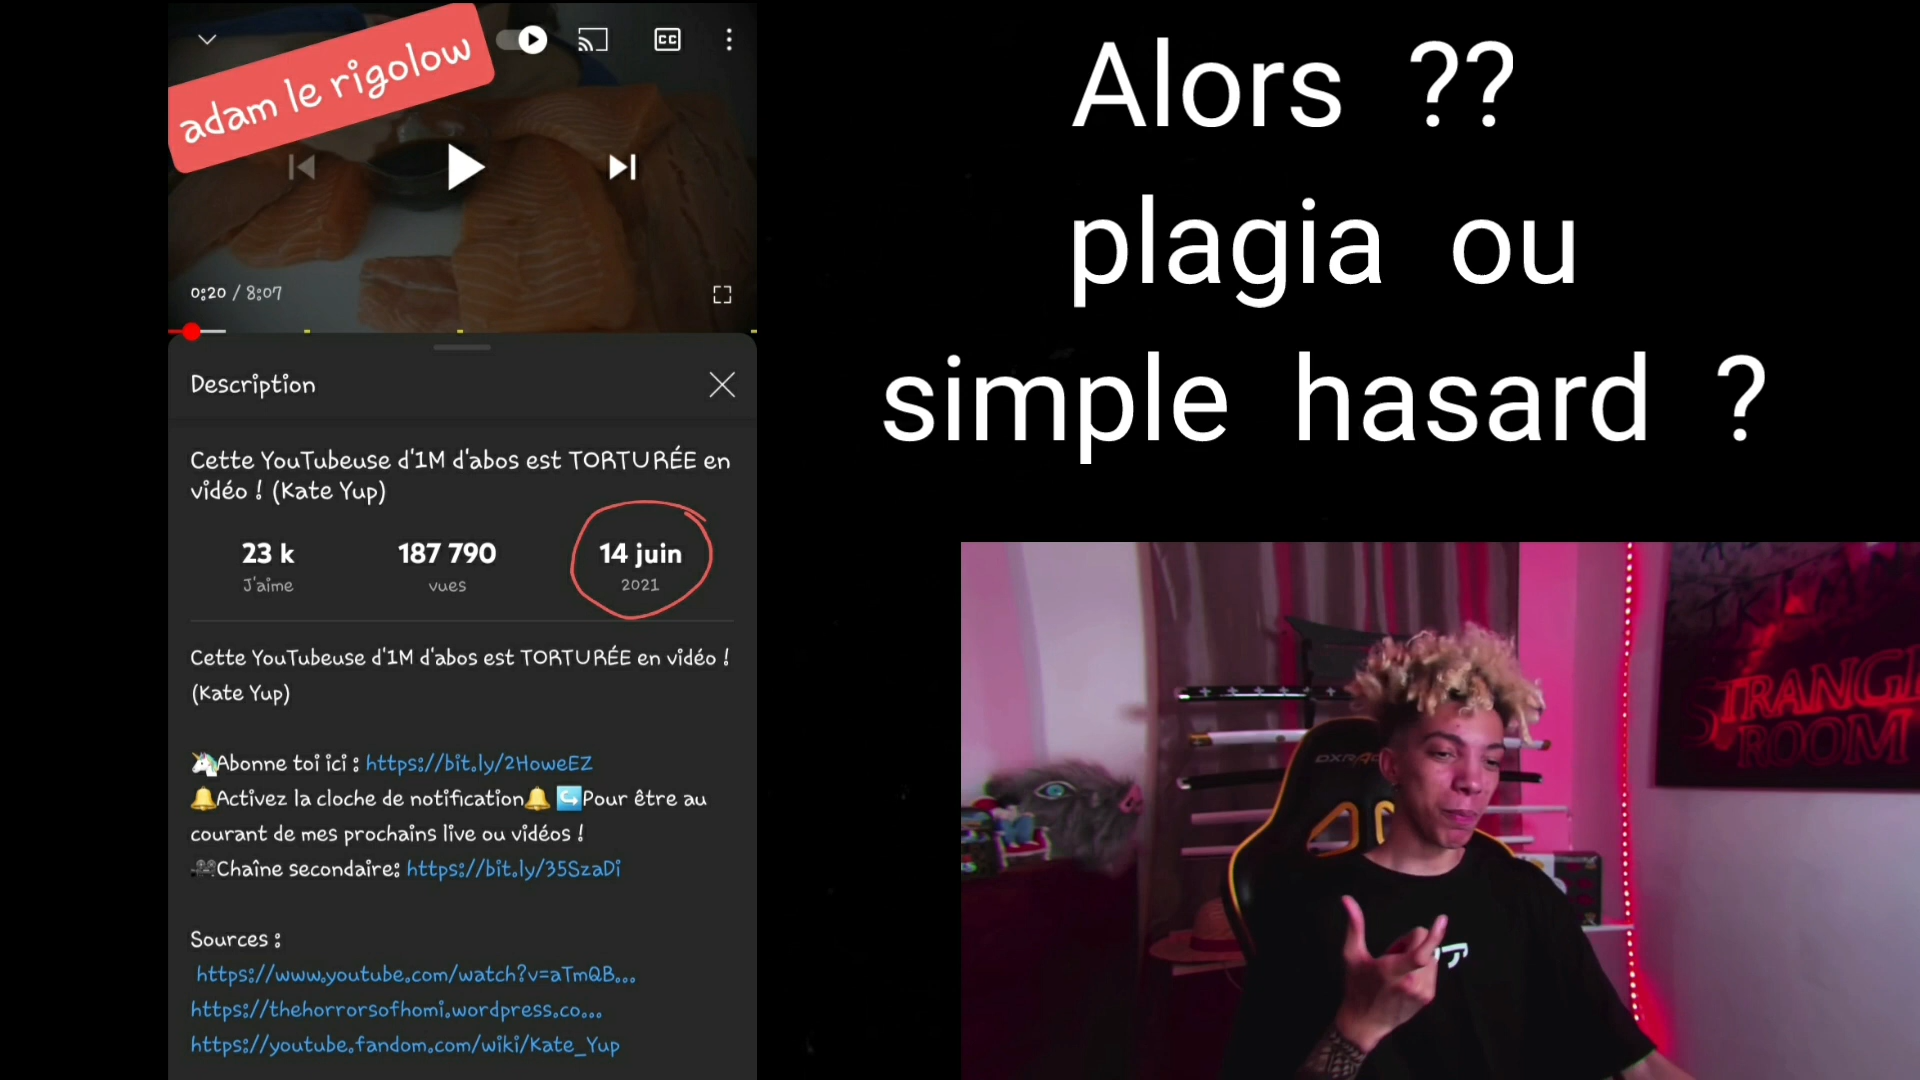 adam le rigolow
CC
0:20 / 8:07
Description
Cette YouTubeuse d'1M d'abos est TORTURÉE en
vidéo ! (Kate Yup)
23 k
187 790
14 juin
J'aime
vues
2021
Cette YouTubeuse d'1M d'abos est TORTURÉE en vidéo !
(Kate Yup)
🦄Abonne toi ici : https://bit.ly/2HoweEZ
🔔Activez la cloche de notification🔔 ↪️Pour être au
courant de mes prochains live ou vidéos !
🎥Chaîne secondaire: https://bit.ly/35SzaDi
Sources :
https://www.youtube.com/watch?v=aTmQB...
https://thehorrorsofhomi.wordpress.co...
https://youtube.fandom.com/wiki/Kate_Yup
Alors ??
plagia ou
simple hasard ?
STRANGE
ROOM